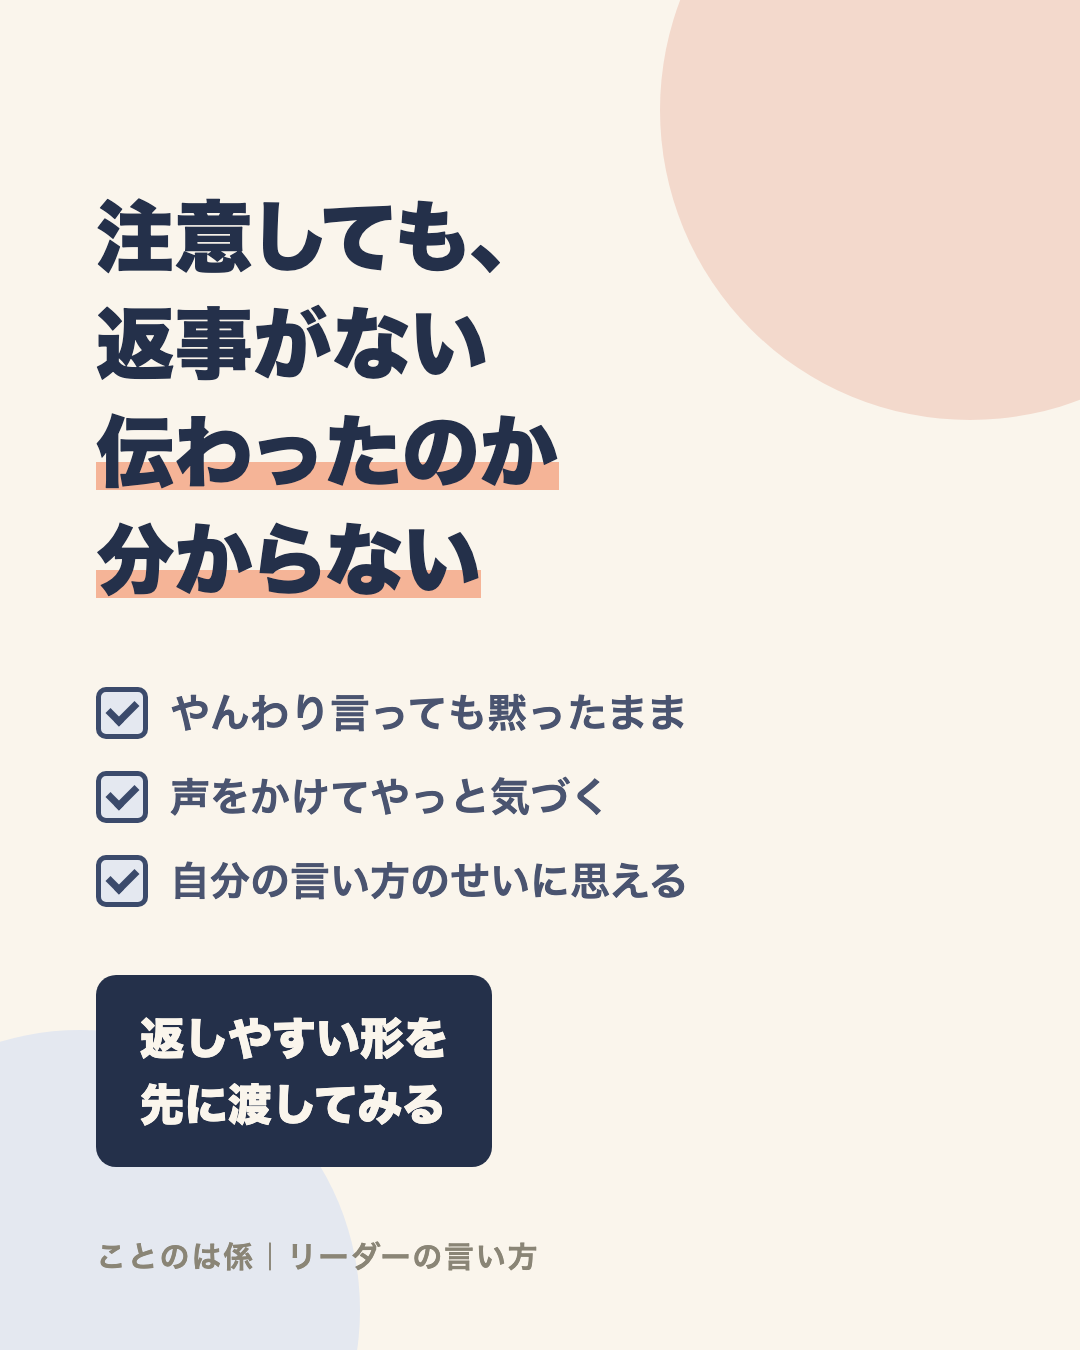 注意しても、
返事がない
伝わったのか
分からない
やんわり言っても黙ったまま
声をかけてやっと気づく
自分の言い方のせいに思える
返しやすい形を
先に渡してみる
ことのは係｜リーダーの言い方